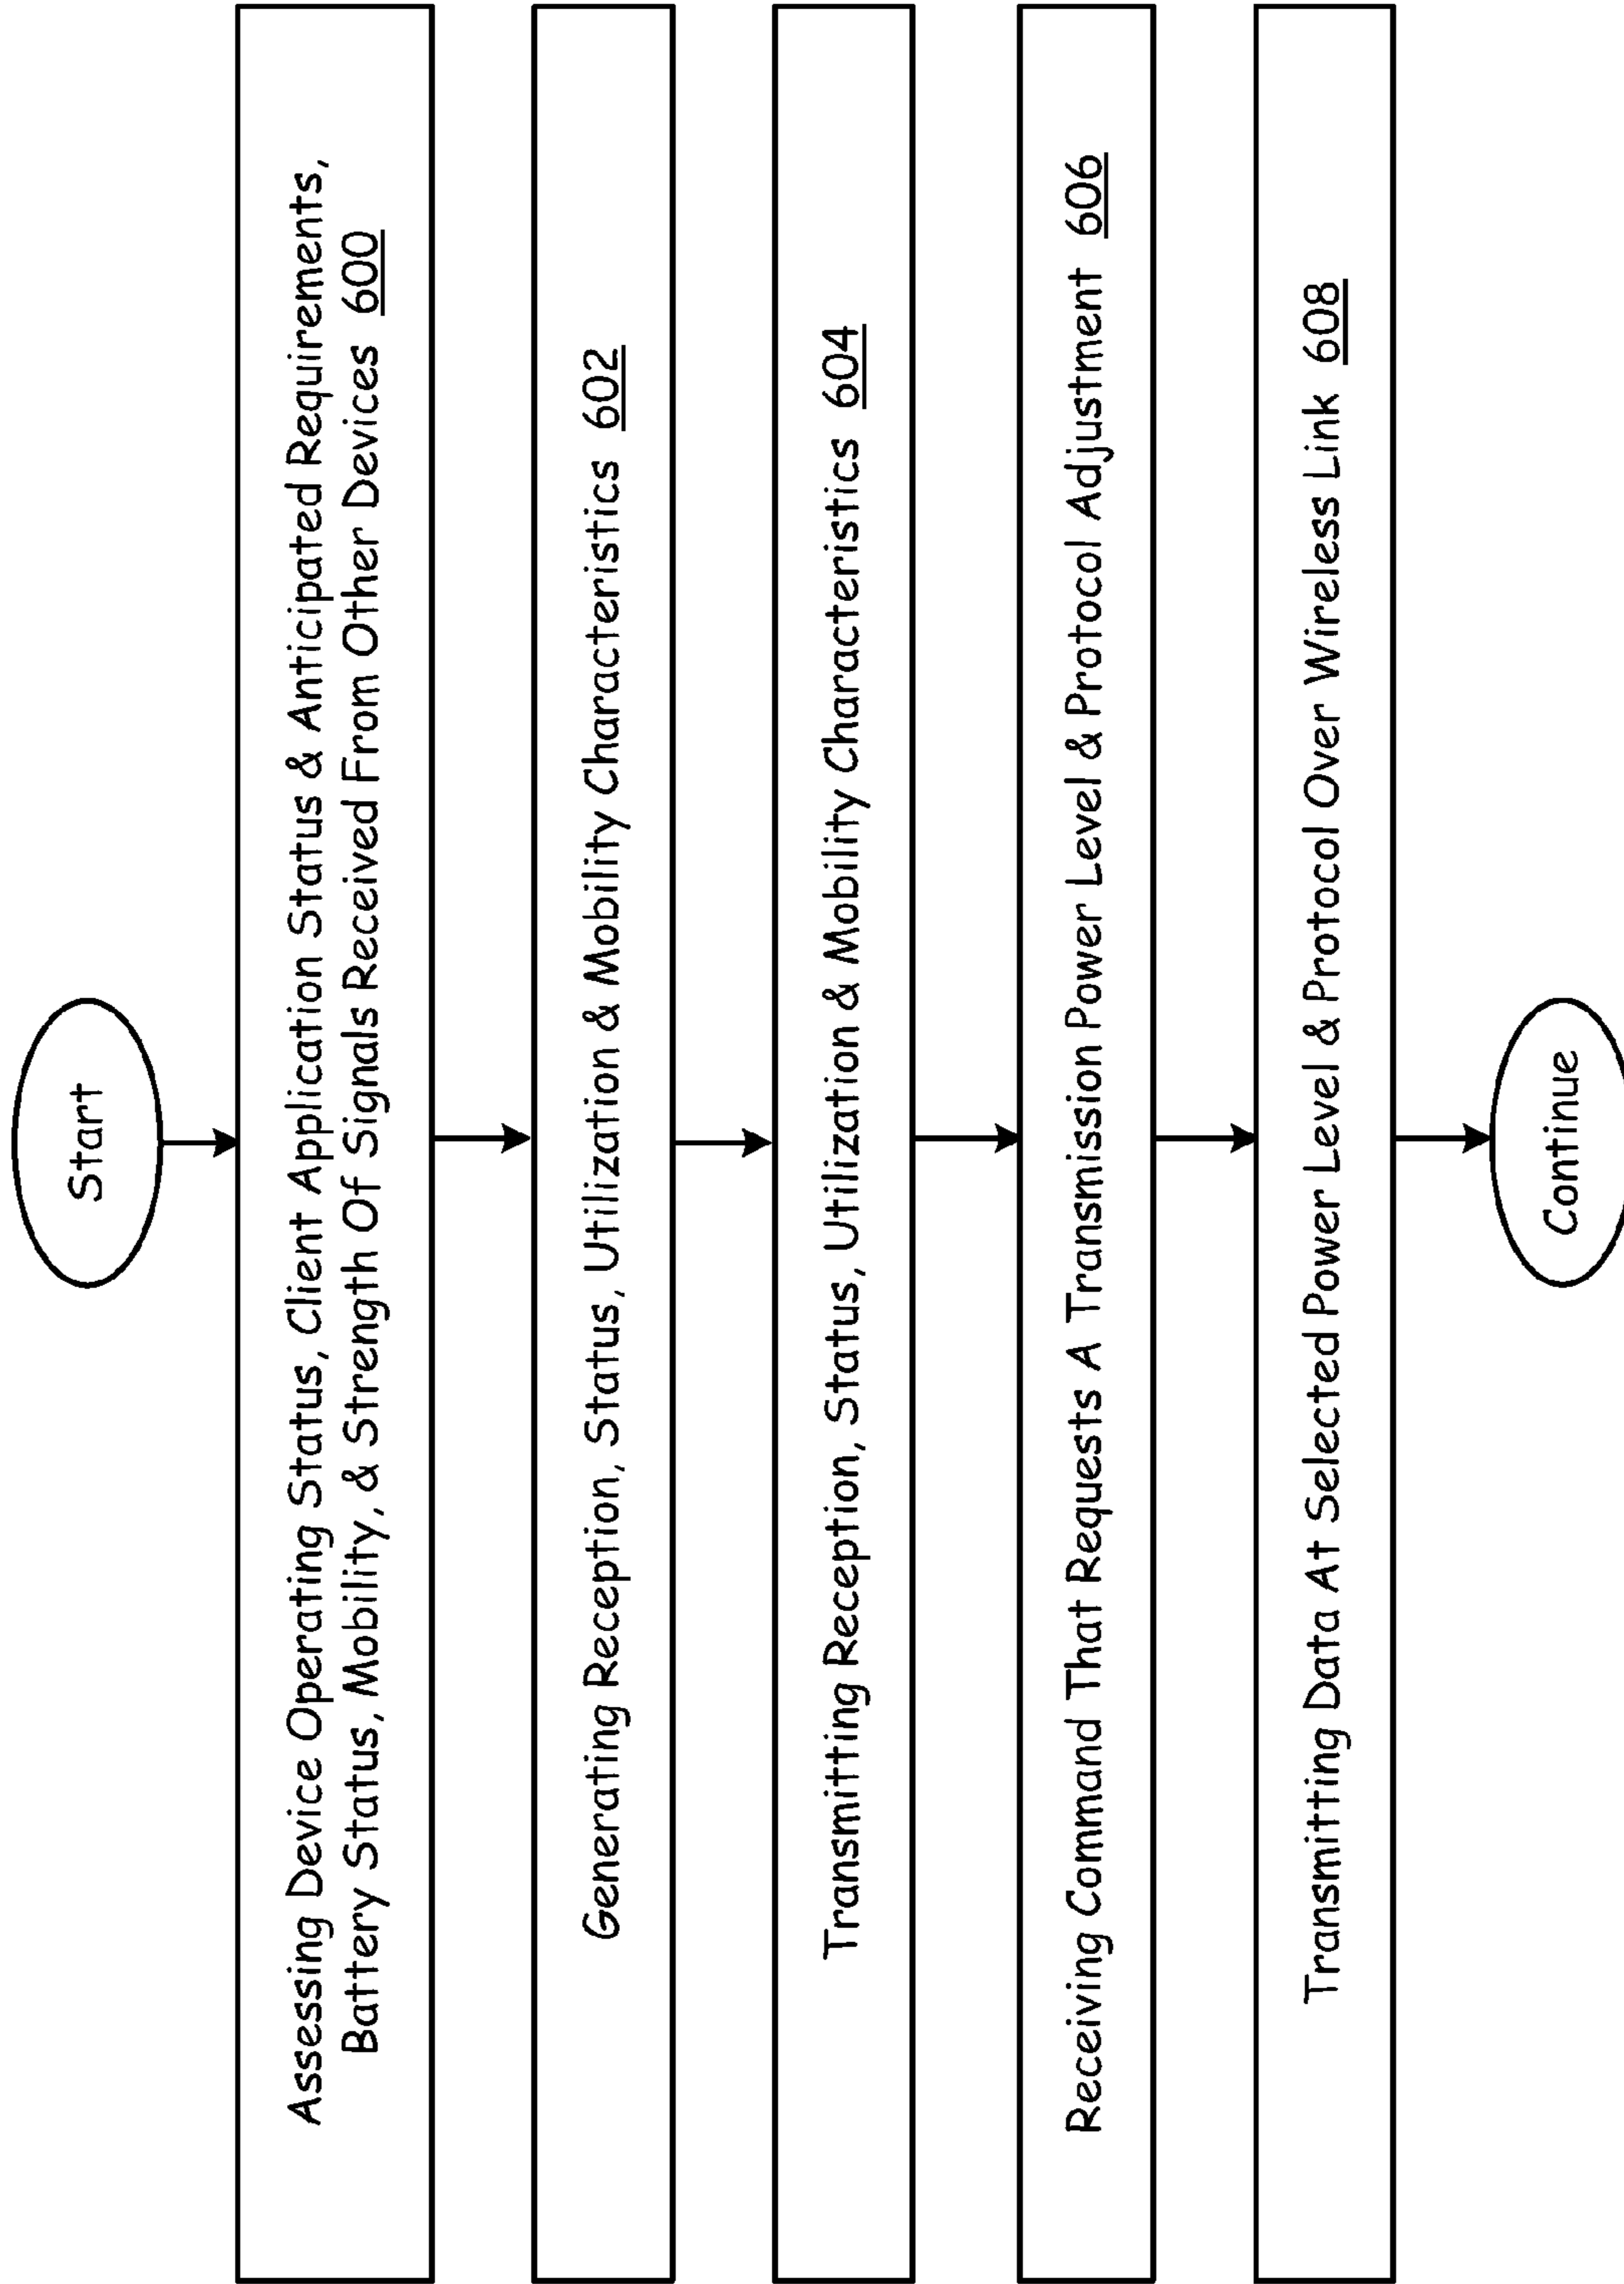 Start
Assessing Device Operating Status, Client Application Status & Anticipated Requirements,
Battery Status, Mobility, & Strength Of Signals Received From Other Devices 600
Generating Reception, Status, Utilization & Mobility Characteristics 602
Transmitting Reception, Status, Utilization & Mobility Characteristics 604
Receiving Command That Requests A Transmission Power Level & Protocol Adjustment 606
Transmitting Data At Selected Power Level & Protocol Over Wireless Link 608
Continue